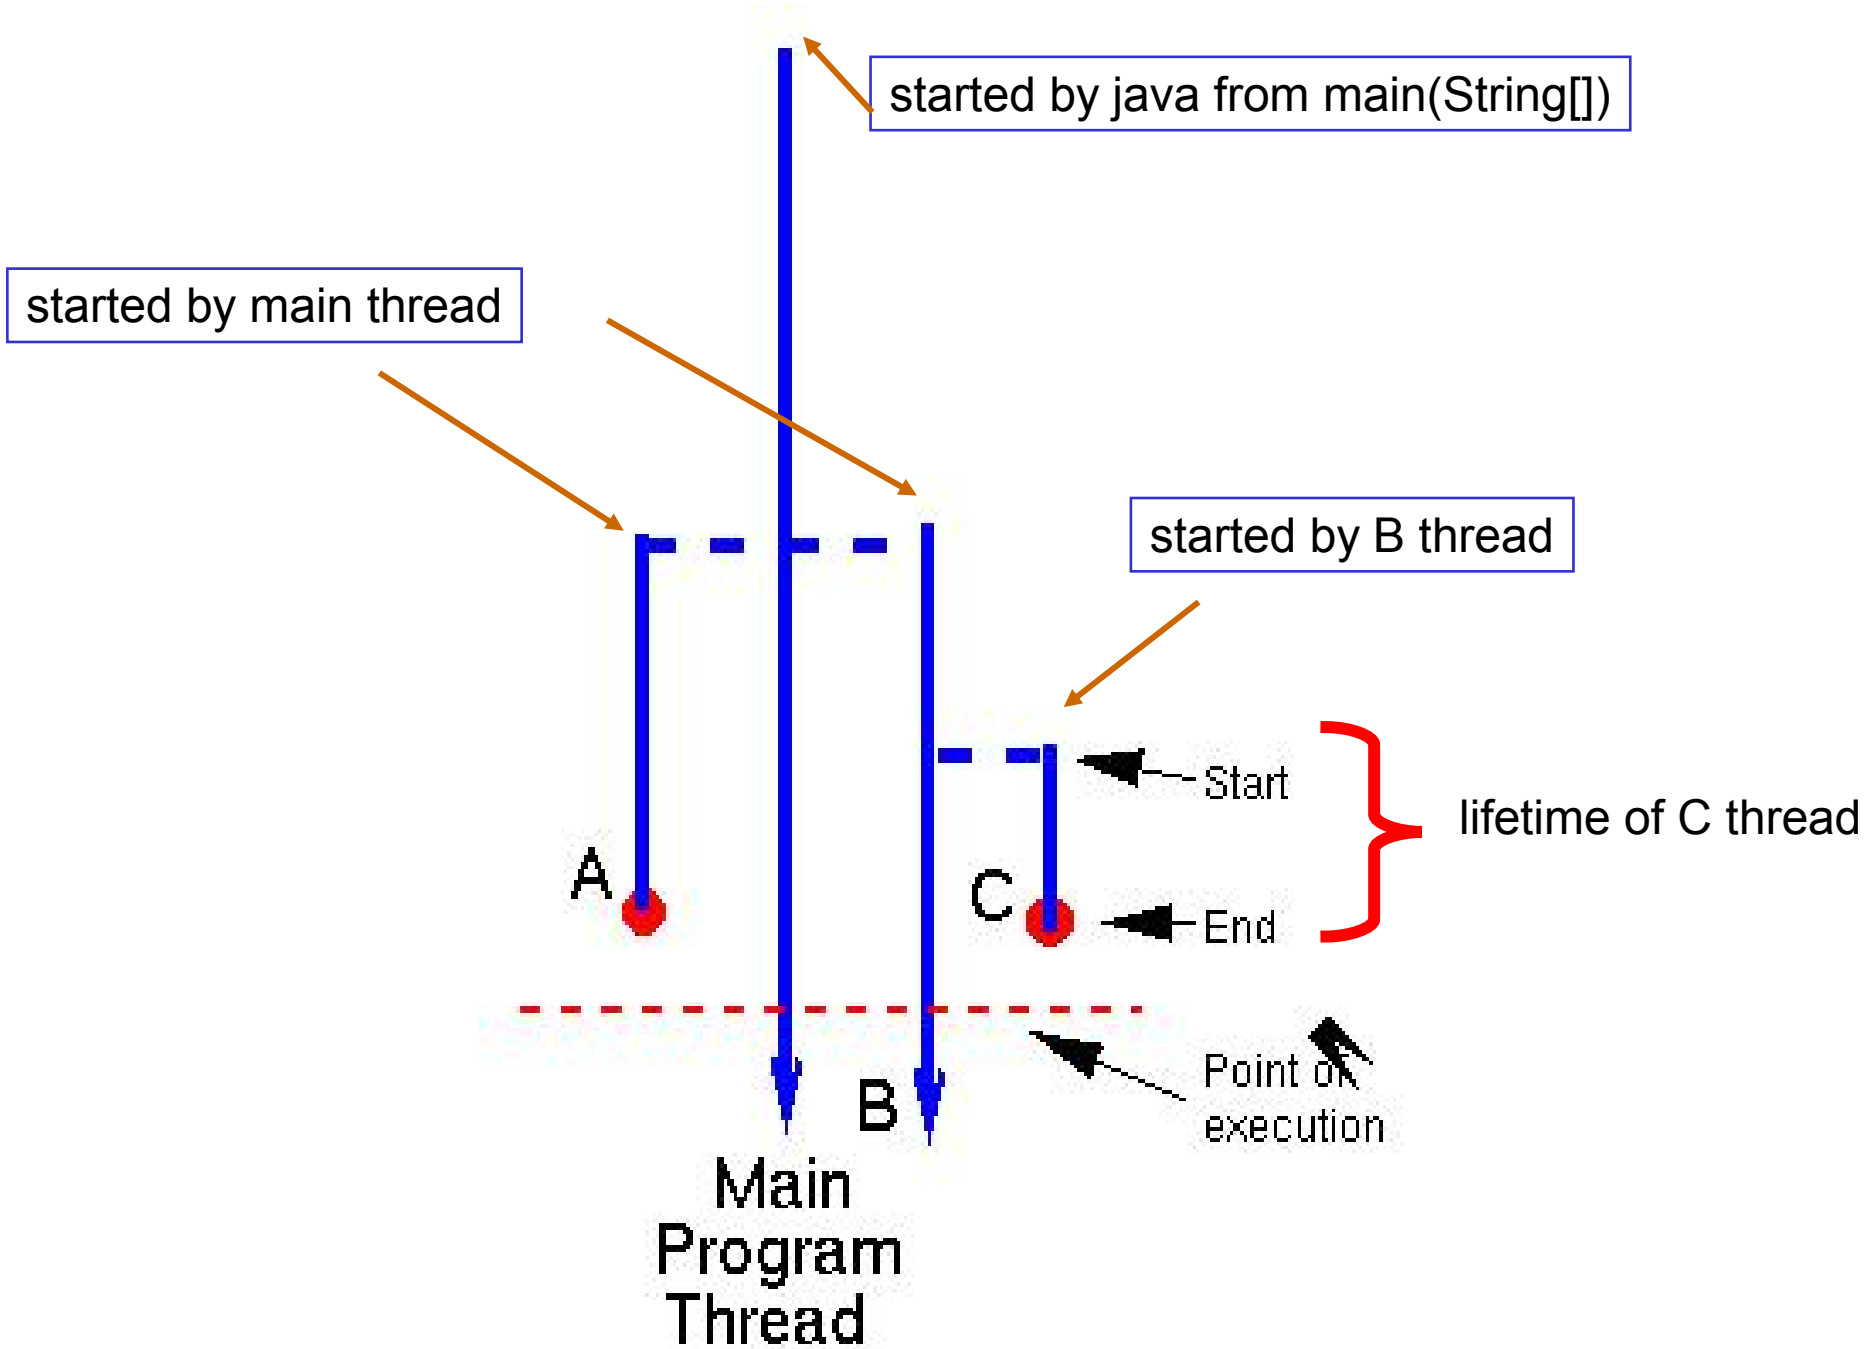 started by java from main(String[])
started by main thread
started by B thread
Start
lifetime of C thread
A
C
End
Point of
execution
B
Main
Program
Thread